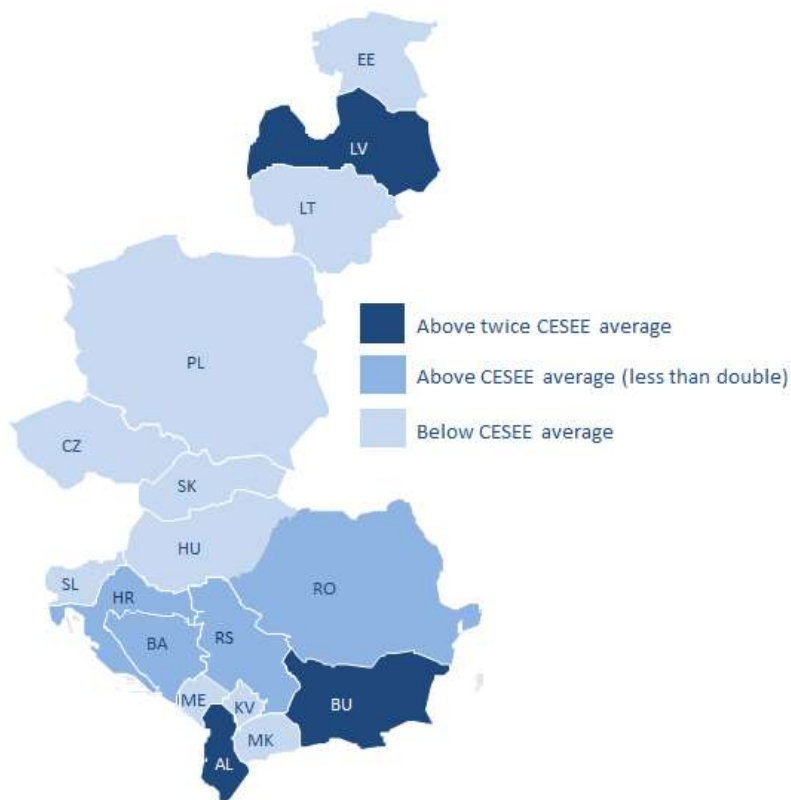 EE
LV
LT
Above twice CESEE average
PL
Above CESEE average (less than double)
Below CESEE average
CZ
SK
HU
SL
RO
HR
BA
RS
ME
KV
BU
MK
AL